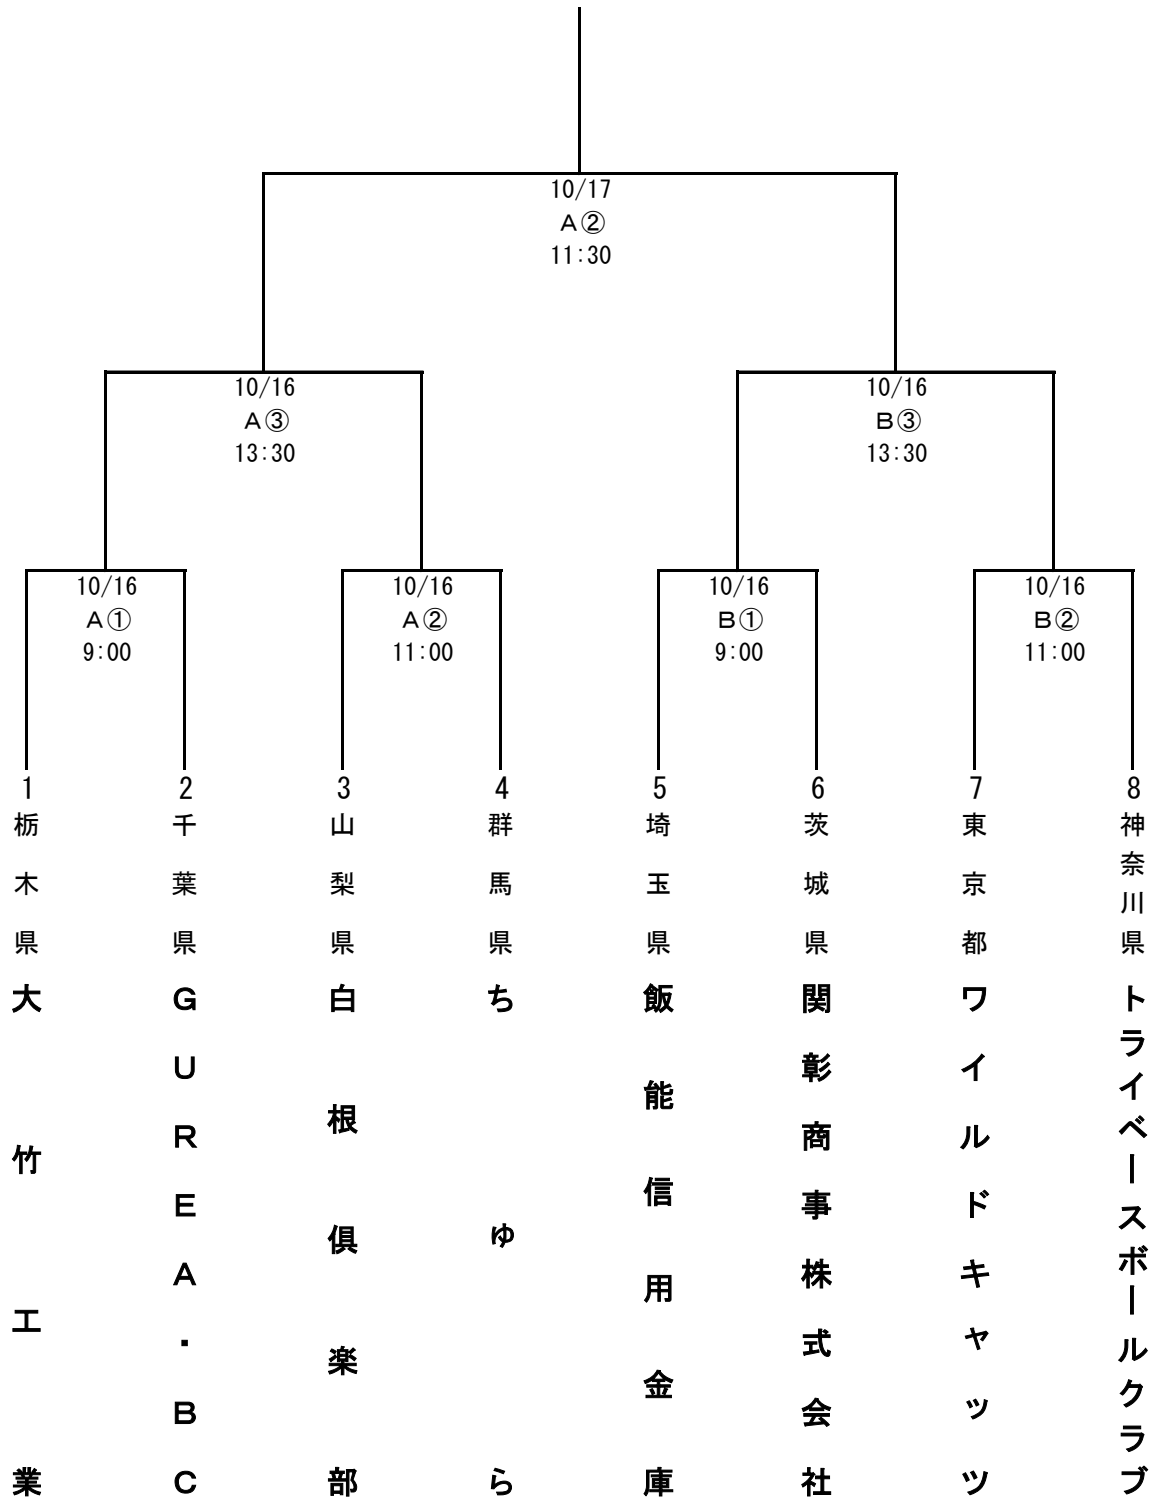 10/17
A②
11:30
10/16
A③
13:30
10/16
B③
13:30
10/16
A①
9:00
10/16
A②
11:00
10/16
B①
9:00
10/16
B②
11:00
1
栃木県
大竹工業
2
千葉県
GUREA・BC
3
山梨県
白根倶楽部
4
群馬県
ちゅら
5
埼玉県
飯能信用金庫
6
茨城県
関彰商事株式会社
7
東京都
ワイルドキャッツ
8
神奈川県
トライベースボールクラブ